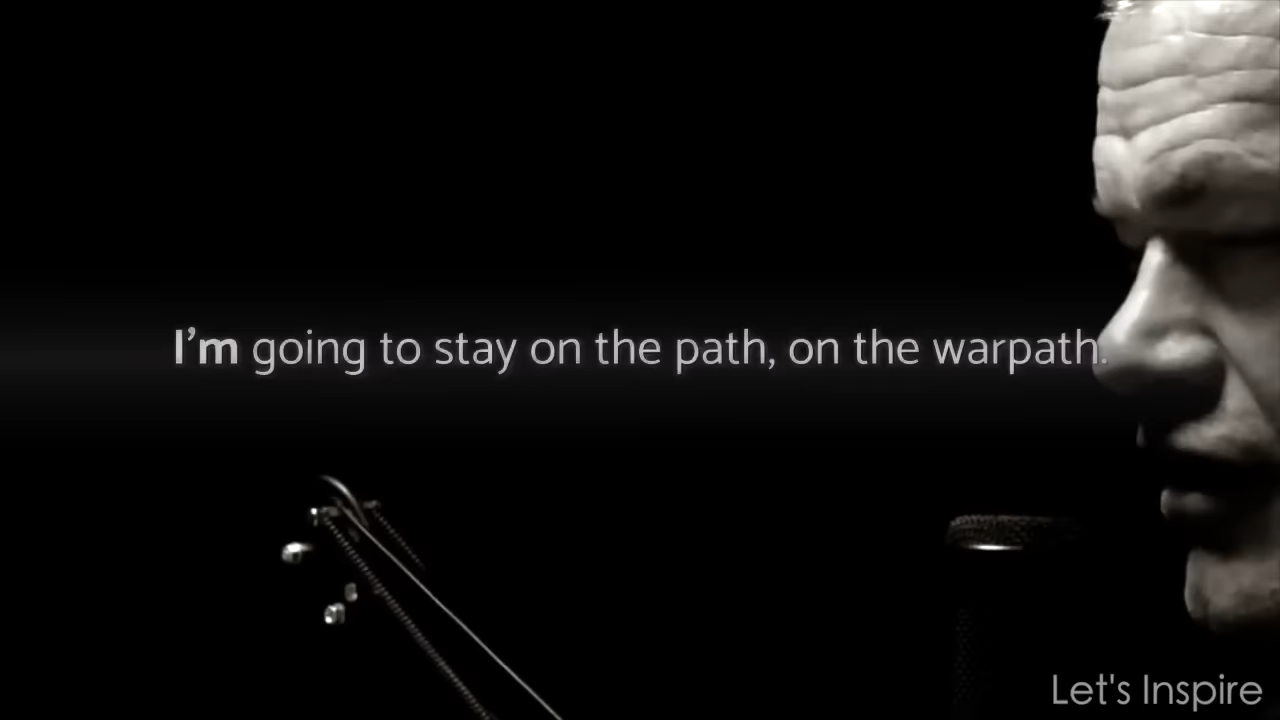 I'm going to stay on the path, on the warpath.
Let's Inspire